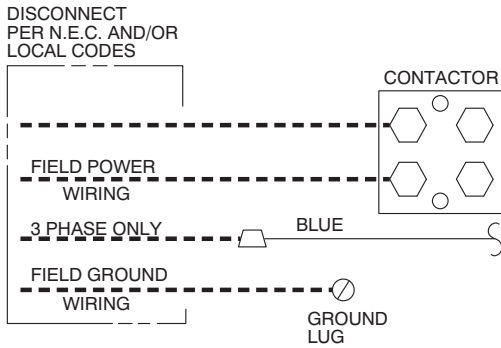 DISCONNECT
PER N.E.C. AND/OR
LOCAL CODES
CONTACTOR
FIELD POWER
WIRING
3 PHASE ONLY
BLUE
FIELD GROUND
WIRING
GROUND
LUG